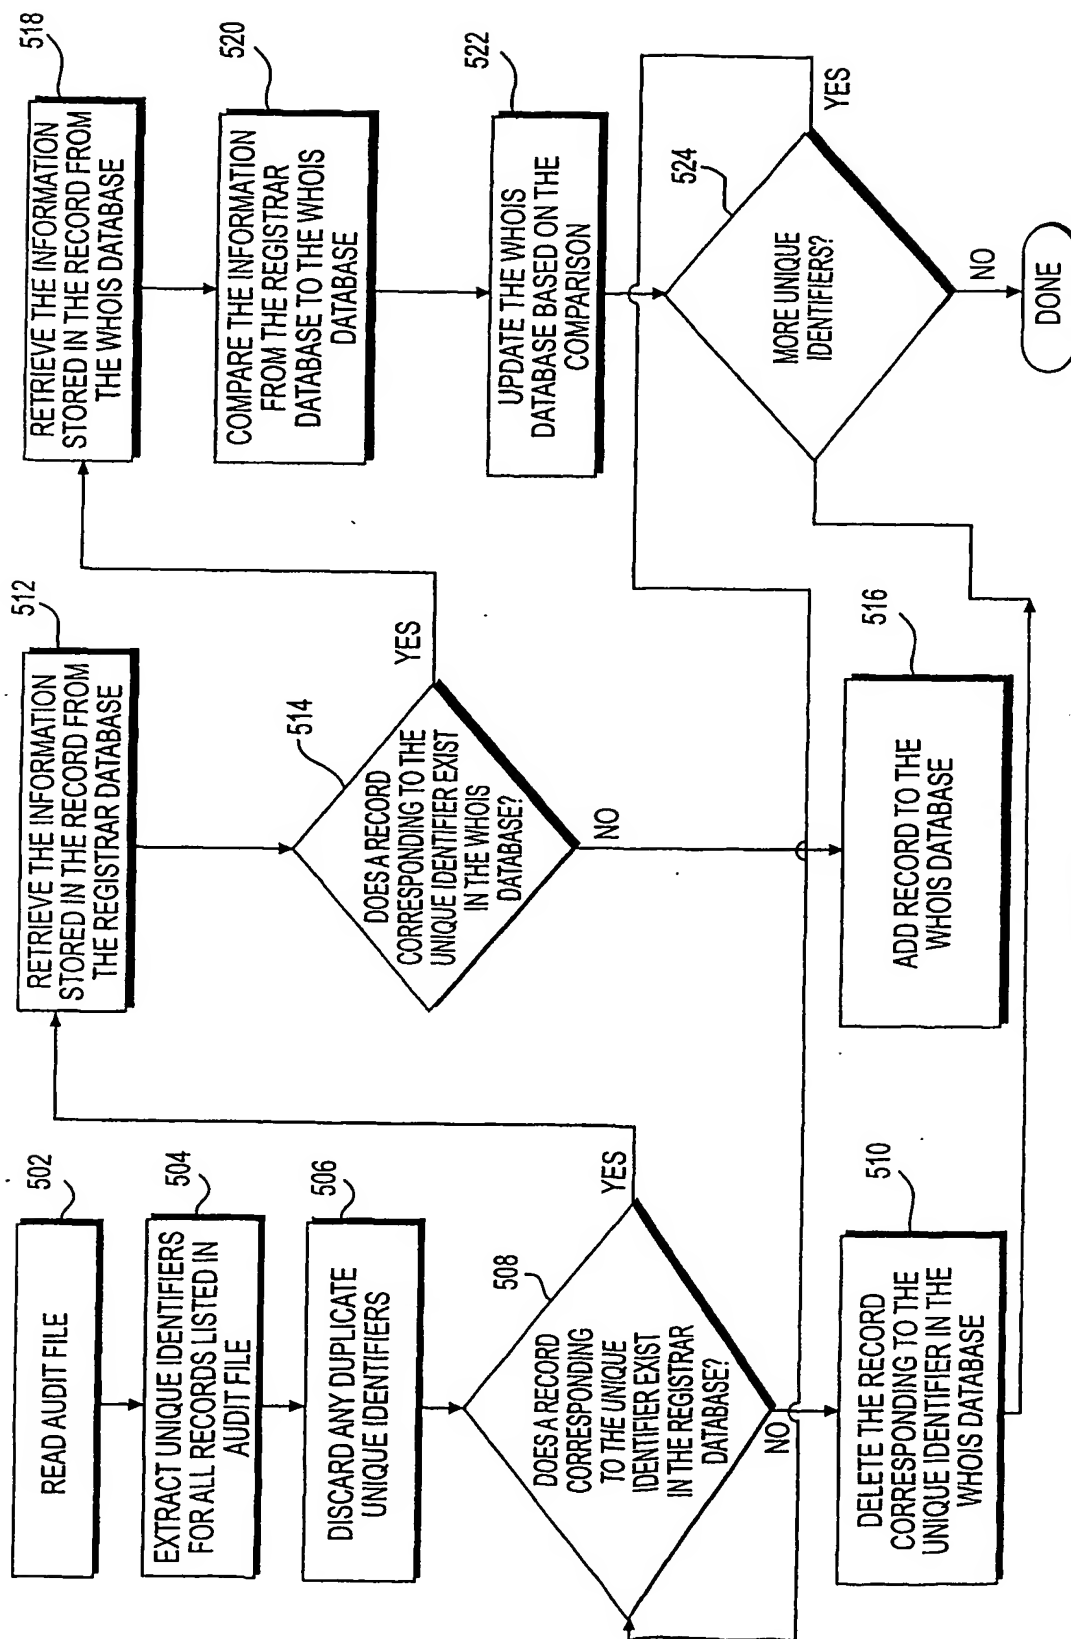 502
READ AUDIT FILE
504
EXTRACT UNIQUE IDENTIFIERS
FOR ALL RECORDS LISTED IN
AUDIT FILE
506
DISCARD ANY DUPLICATE
UNIQUE IDENTIFIERS
508
DOES A RECORD
CORRESPONDING
TO THE UNIQUE
IDENTIFIER EXIST
IN THE REGISTRAR
DATABASE?
YES
NO
510
DELETE THE RECORD
CORRESPONDING TO THE
UNIQUE IDENTIFIER IN THE
WHOIS DATABASE
512
RETRIEVE THE INFORMATION
STORED IN THE RECORD FROM
THE REGISTRAR DATABASE
514
DOES A RECORD
CORRESPONDING TO THE
UNIQUE IDENTIFIER EXIST
IN THE WHOIS
DATABASE?
YES
NO
516
ADD RECORD TO THE
WHOIS DATABASE
518
RETRIEVE THE INFORMATION
STORED IN THE RECORD FROM
THE WHOIS DATABASE
520
COMPARE THE INFORMATION
FROM THE REGISTRAR
DATABASE TO THE WHOIS
DATABASE
522
UPDATE THE WHOIS
DATABASE BASED ON THE
COMPARISON
524
MORE UNIQUE
IDENTIFIERS?
YES
NO
DONE